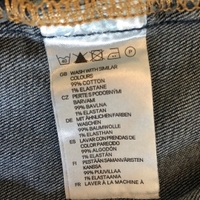 GB WASH WITH SIMILAR
COLOURS
99% COTTON
1% ELASTANE
CZ PERTE S PODOBNÝMI
BARVAMI
99% BAVLNA
1% ELASTAN
DE MIT ÄHNLICHEN FARBEN
WASCHEN
99% BAUMWOLLE
1% ELASTHAN
ES LAVAR CON PRENDAS DE
COLOR PARECIDO
99% ALGODÓN
1% ELASTANO
FI PESTÄÄN SAMANVÄRISTEN
KANSSA
99% PUUVILLAA
1% ELASTAANIA
FR LAVER À LA MACHINE À